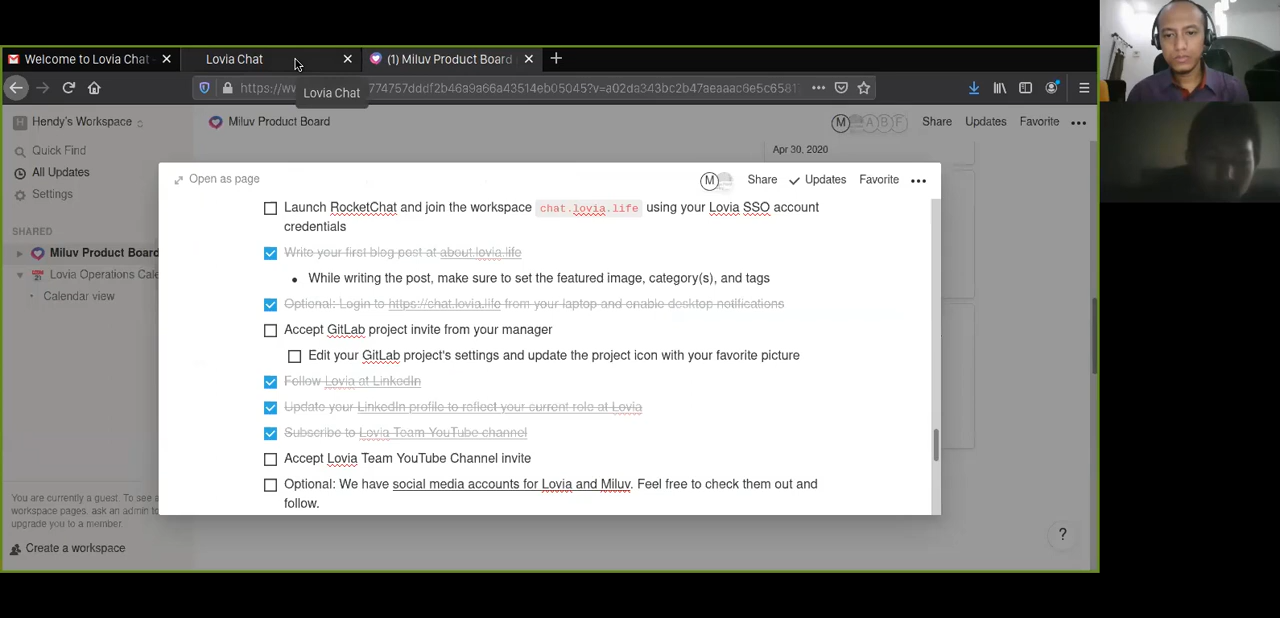 Welcome to Lovia Chat
Lovia Chat
(1) Miluv Product Board
774757dddf2b46a9a66a43514eb05045?v=a02da343bc2b47aeaaac6e5c6581
https://ww
Lovia Chat
H Hendy's Workspace
Miluv Product Board
M A B F
Share
Updates
Favorite
Quick Find
All Updates
Settings
SHARED
Miluv Product Board
Lovia Operations Cale
Calendar view
You are currently a guest. To see a
workspace pages, ask an admin to
upgrade you to a member.
Create a workspace
Apr 30, 2020
Open as page
M
Share
Updates
Favorite
Launch RocketChat and join the workspace chat.lovia.life using your Lovia SSO account
credentials
Write your first blog post at about.lovia.life
While writing the post, make sure to set the featured image, category(s), and tags
Optional: Login to https://chat.lovia.life from your laptop and enable desktop notifications
Accept GitLab project invite from your manager
Edit your GitLab project's settings and update the project icon with your favorite picture
Follow Lovia at LinkedIn
Update your LinkedIn profile to reflect your current role at Lovia
Subscribe to Lovia Team YouTube channel
Accept Lovia Team YouTube Channel invite
Optional: We have social media accounts for Lovia and Miluv. Feel free to check them out and
follow.
?